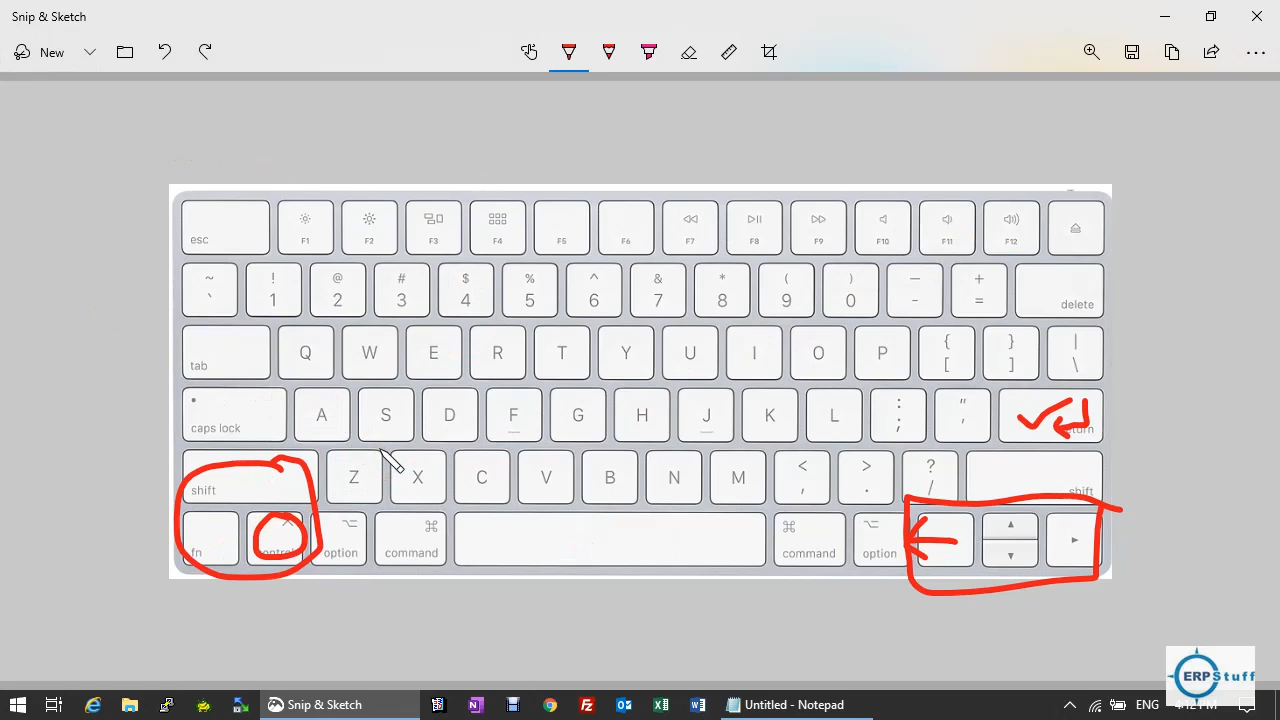 Snip & Sketch
New
esc F1 F2 F3 F4 F5 F6 F7 F8 F9 F10 F11 F12
~ ! @ # $ % ^ & * ( ) — +
` 1 2 3 4 5 6 7 8 9 0 - = delete
tab Q W E R T Y U I O P { } |
[ ] \
caps lock A S D F G H J K L : "
; '
shift Z X C V B N M < > ? shift
, . /
fn control option command command option
Snip & Sketch
Untitled - Notepad
ENG
ERPStuff